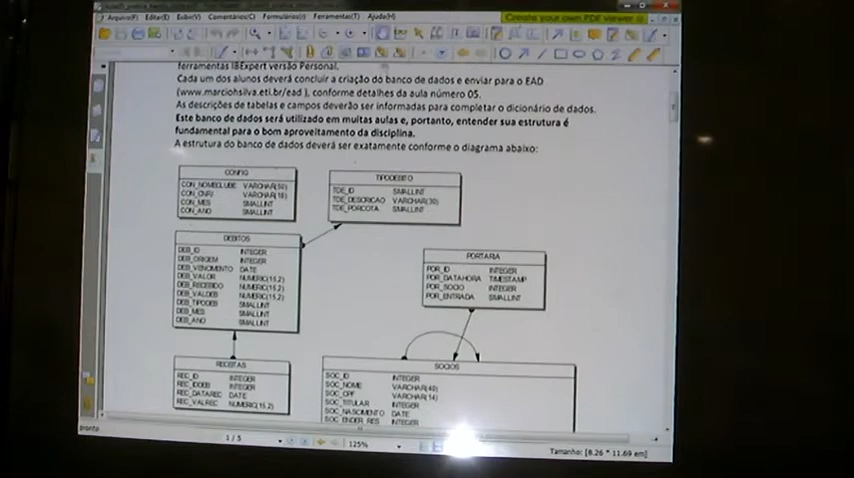 Arquivo(F) Editar(E) Exibir(V) Comentários(C) Formulários(I) Ferramentas(T) Ajuda(H)
Create your own PDF viewer
ferramentas IBExpert versão Personal.
Cada um dos alunos deverá concluir a criação do banco de dados e enviar para o EAD
(www.marciohsilva.eti.br/ead ), conforme detalhes da aula número 05.
As descrições de tabelas e campos deverão ser informadas para completar o dicionário de dados.
Este banco de dados será utilizado em muitas aulas e, portanto, entender sua estrutura é
fundamental para o bom aproveitamento da disciplina.
A estrutura do banco de dados deverá ser exatamente conforme o diagrama abaixo:
CONFIG
CON_NOMECLUBE VARCHAR(50)
CON_CNPJ VARCHAR(18)
CON_MES SMALLINT
CON_ANO SMALLINT
TIPODEBITO
TDE_ID SMALLINT
TDE_DESCRICAO VARCHAR(30)
TDE_PORCOTA SMALLINT
DEBITOS
DEB_ID INTEGER
DEB_ORIGEM INTEGER
DEB_VENCIMENTO DATE
DEB_VALOR NUMERIC(15,2)
DEB_RECEBIDO NUMERIC(15,2)
DEB_VALDEB NUMERIC(15,2)
DEB_TIPODEB SMALLINT
DEB_MES SMALLINT
DEB_ANO SMALLINT
PORTARIA
POR_ID INTEGER
POR_DATAHORA TIMESTAMP
POR_SOCIO INTEGER
POR_ENTRADA SMALLINT
RECEITAS
REC_ID INTEGER
REC_IDDEB INTEGER
REC_DATAREC DATE
REC_VALREC NUMERIC(15,2)
SOCIOS
SOC_ID INTEGER
SOC_NOME VARCHAR(40)
SOC_CPF VARCHAR(14)
SOC_TITULAR INTEGER
SOC_NASCIMENTO DATE
SOC_ENDER_RES INTEGER
pronto
1 / 5
125%
Tamanho: [8.26 * 11.69 em]